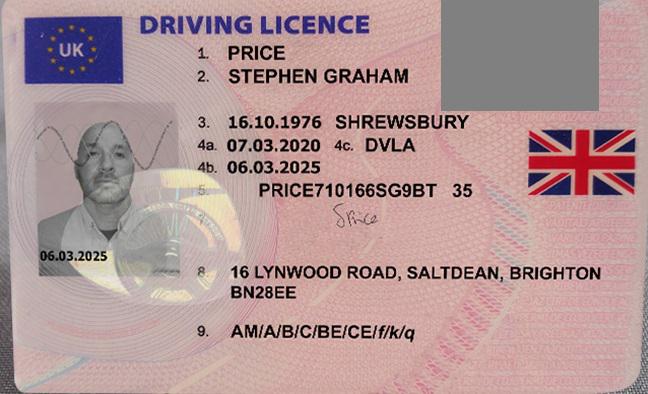 DRIVING LICENCE
UK
1. PRICE
2. STEPHEN GRAHAM
3. 16.10.1976 SHREWSBURY
4a. 07.03.2020 4c. DVLA
4b. 06.03.2025
5. PRICE710166SG9BT 35
SPrice
06.03.2025
8. 16 LYNWOOD ROAD, SALTDEAN, BRIGHTON
BN28EE
9. AM/A/B/C/BE/CE/f/k/q